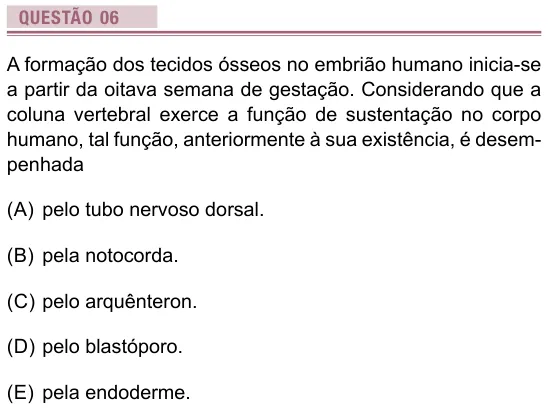 QUESTÃO 06
A formação dos tecidos ósseos no embrião humano inicia-se
a partir da oitava semana de gestação. Considerando que a
coluna vertebral exerce a função de sustentação no corpo
humano, tal função, anteriormente à sua existência, é desem-
penhada
(A) pelo tubo nervoso dorsal.
(B) pela notocorda.
(C) pelo arquênteron.
(D) pelo blastóporo.
(E) pela endoderme.